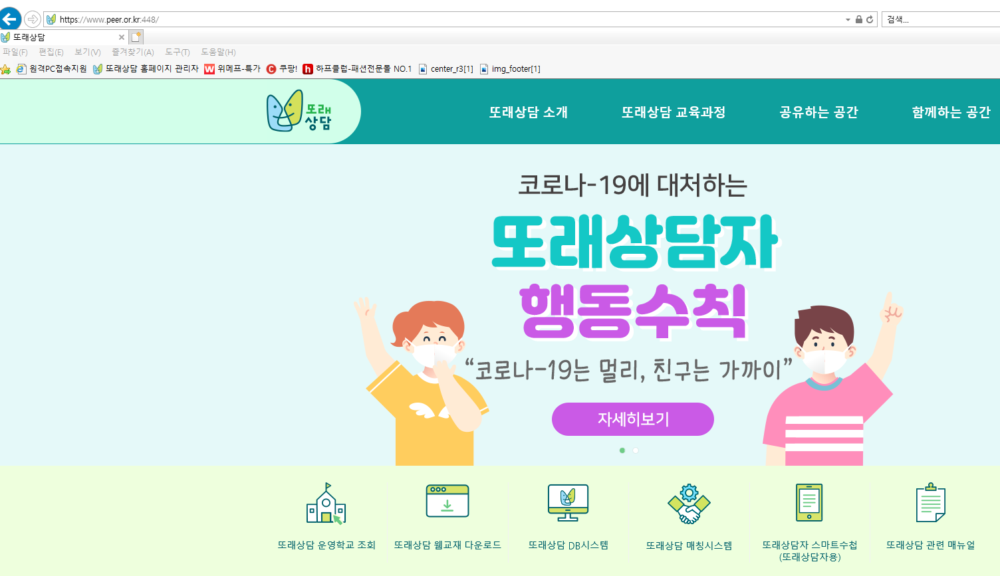 https://www.peer.or.kr:448/
검색...
또래상담
파일(F) 편집(E) 보기(V) 즐겨찾기(A) 도구(T) 도움말(H)
원격PC접속지원 또래상담 홈페이지 관리자 위메프-특가 쿠팡! 하프클럽-패션전문몰 NO.1 center_r3[1] img_footer[1]
또래
상담
또래상담 소개 또래상담 교육과정 공유하는 공간 함께하는 공간
코로나-19에 대처하는
또래상담자
행동수칙
“코로나-19는 멀리, 친구는 가까이”
자세히보기
또래상담 운영학교 조회 또래상담 웰교재 다운로드 또래상담 DB시스템 또래상담 매칭시스템 또래상담자 스마트수첩 또래상담 관련 매뉴얼
(또래상담자용)